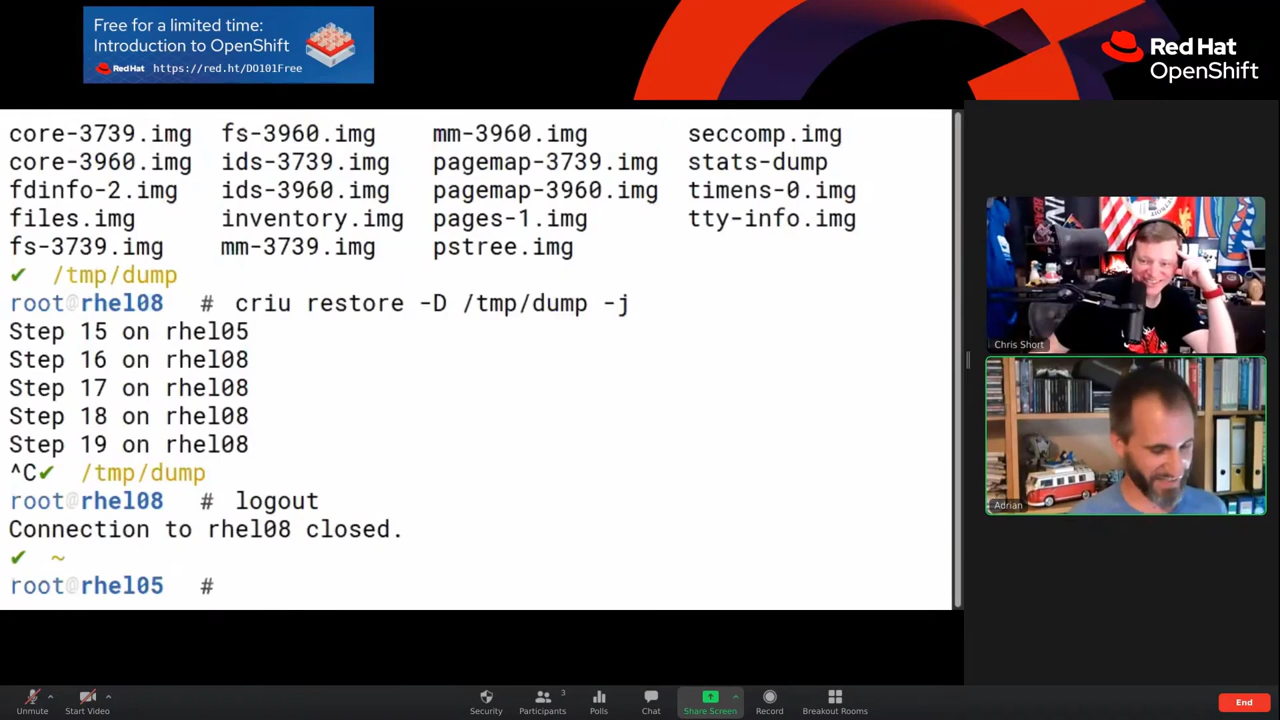 Free for a limited time:
Introduction to OpenShift
Red Hat https://red.ht/DO101Free
Red Hat
OpenShift
core-3739.img fs-3960.img mm-3960.img seccomp.img
core-3960.img ids-3739.img pagemap-3739.img stats-dump
fdinfo-2.img ids-3960.img pagemap-3960.img timens-0.img
files.img inventory.img pages-1.img tty-info.img
fs-3739.img mm-3739.img pstree.img
✔ /tmp/dump
root@rhel08 # criu restore -D /tmp/dump -j
Step 15 on rhel05
Step 16 on rhel08
Step 17 on rhel08
Step 18 on rhel08
Step 19 on rhel08
^C✔ /tmp/dump
root@rhel08 # logout
Connection to rhel08 closed.
✔ ~
root@rhel05 #
Chris Short
Adrian
Unmute
Start Video
Security
Participants 3
Polls
Chat
Share Screen
Record
Breakout Rooms
End